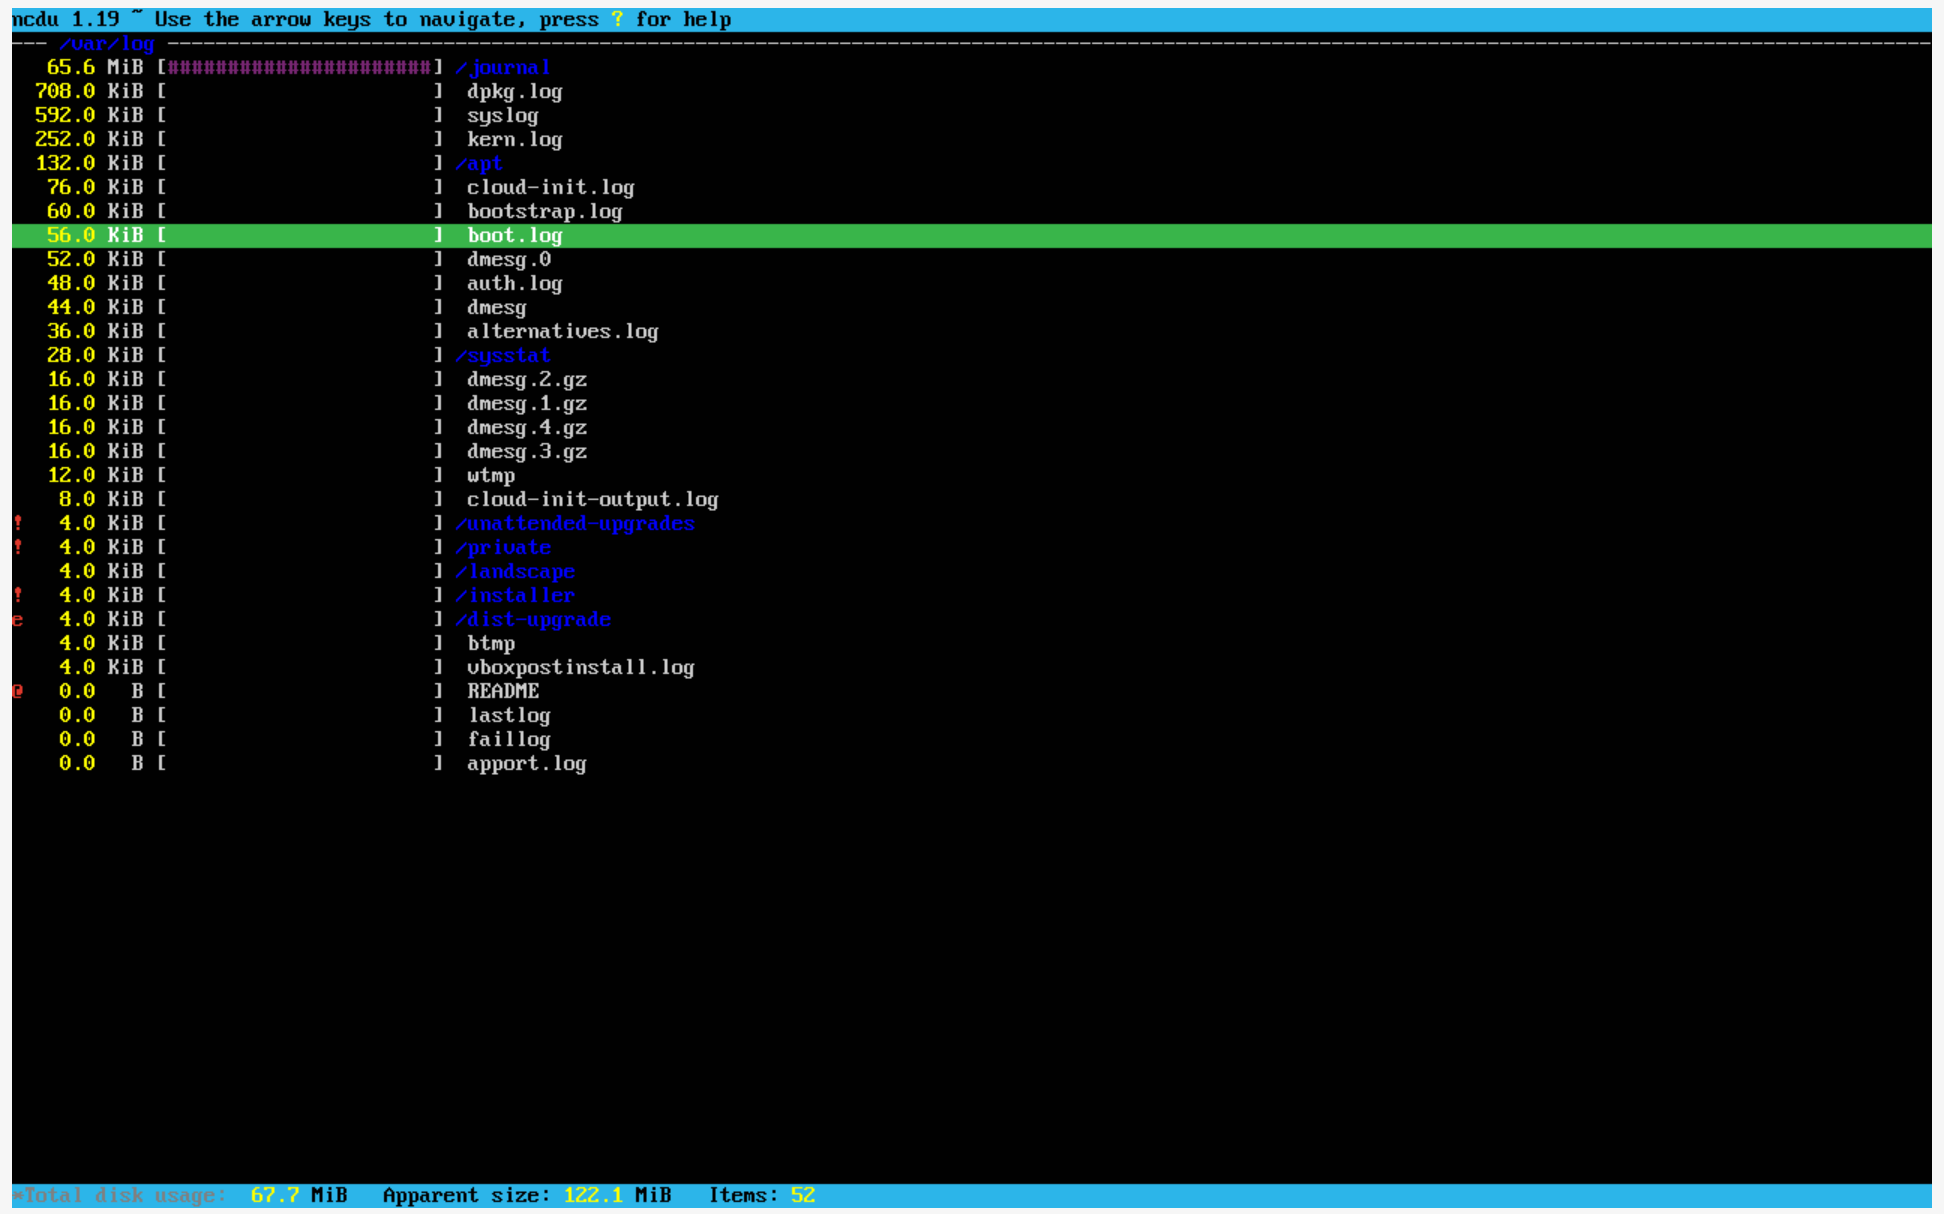 ncdu 1.19 ~ Use the arrow keys to navigate, press ? for help
--- /var/log ---
65.6 MiB [######################] /journal
708.0 KiB [                      ]  dpkg.log
592.0 KiB [                      ]  syslog
252.0 KiB [                      ]  kern.log
132.0 KiB [                      ] /apt
76.0 KiB [                      ]  cloud-init.log
60.0 KiB [                      ]  bootstrap.log
56.0 KiB [                      ]  boot.log
52.0 KiB [                      ]  dmesg.0
48.0 KiB [                      ]  auth.log
44.0 KiB [                      ]  dmesg
36.0 KiB [                      ]  alternatives.log
28.0 KiB [                      ] /sysstat
16.0 KiB [                      ]  dmesg.2.gz
16.0 KiB [                      ]  dmesg.1.gz
16.0 KiB [                      ]  dmesg.4.gz
16.0 KiB [                      ]  dmesg.3.gz
12.0 KiB [                      ]  wtmp
8.0 KiB [                      ]  cloud-init-output.log
! 4.0 KiB [                      ] /unattended-upgrades
! 4.0 KiB [                      ] /private
4.0 KiB [                      ] /landscape
! 4.0 KiB [                      ] /installer
e 4.0 KiB [                      ] /dist-upgrade
4.0 KiB [                      ]  btmp
4.0 KiB [                      ]  vboxpostinstall.log
@ 0.0   B [                      ]  README
0.0   B [                      ]  lastlog
0.0   B [                      ]  faillog
0.0   B [                      ]  apport.log
*Total disk usage:  67.7 MiB   Apparent size: 122.1 MiB   Items: 52